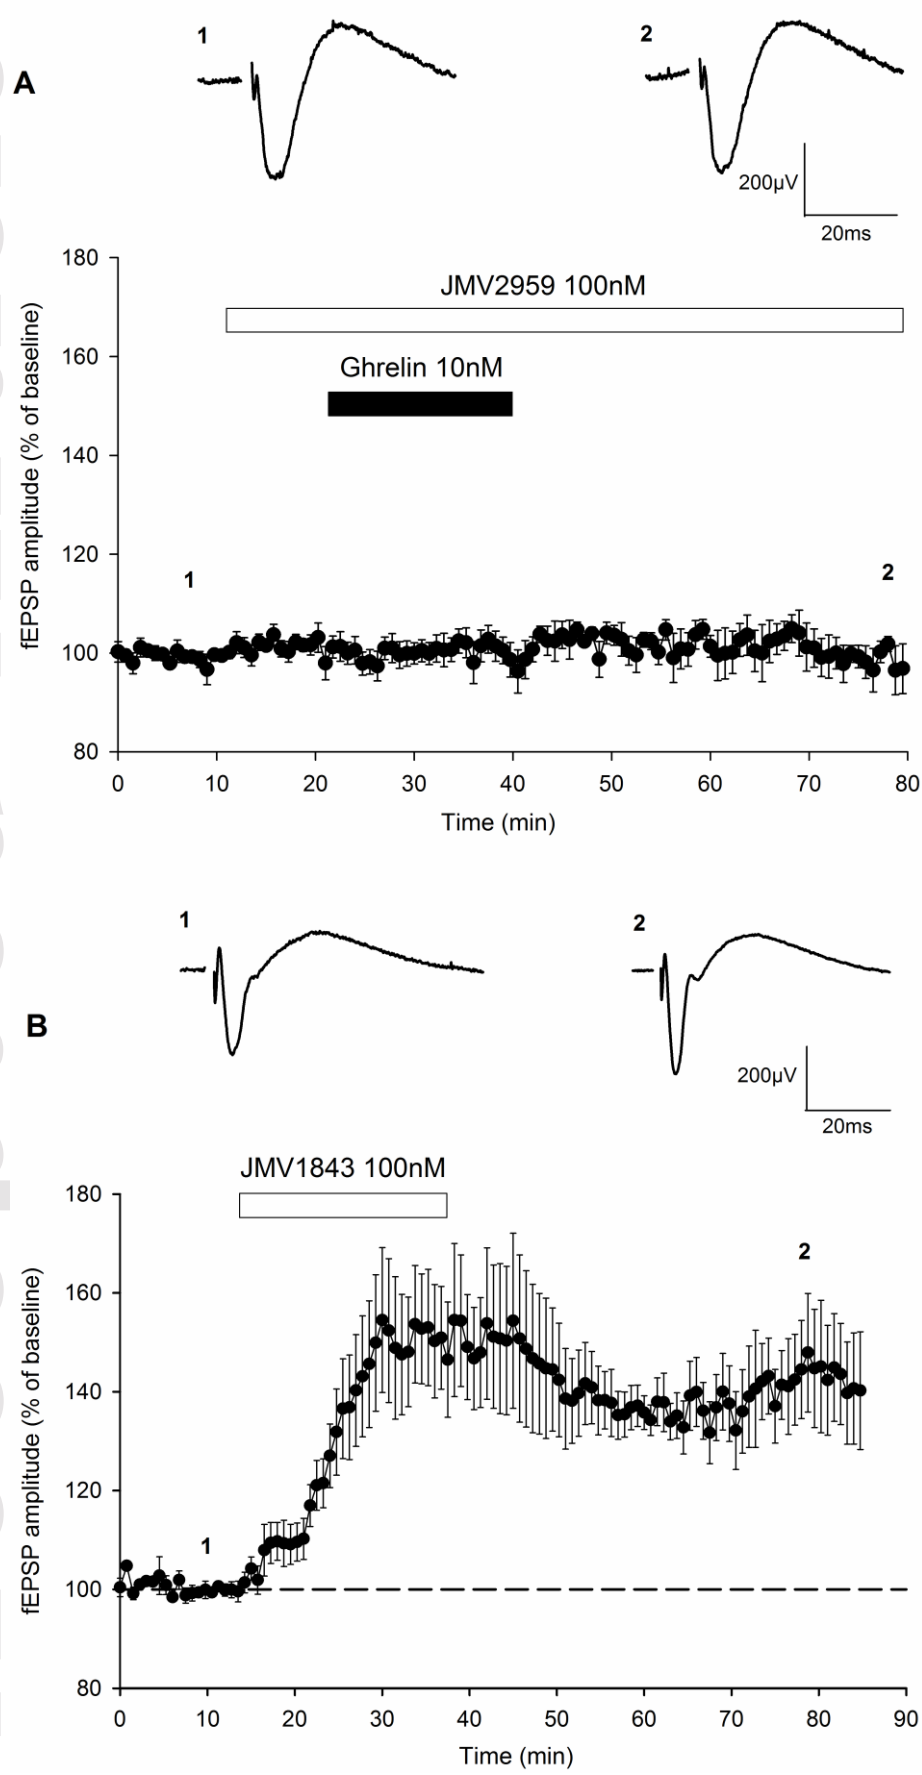 1
2
A
200µV
20ms
180
JMV2959 100nM
160
Ghrelin 10nM
140
120
1
2
100
80
fEPSP amplitude (% of baseline)
0 10 20 30 40 50 60 70 80
Time (min)
1
2
B
200µV
20ms
JMV1843 100nM
180
2
160
140
120
1
100
80
fEPSP amplitude (% of baseline)
0 10 20 30 40 50 60 70 80 90
Time (min)